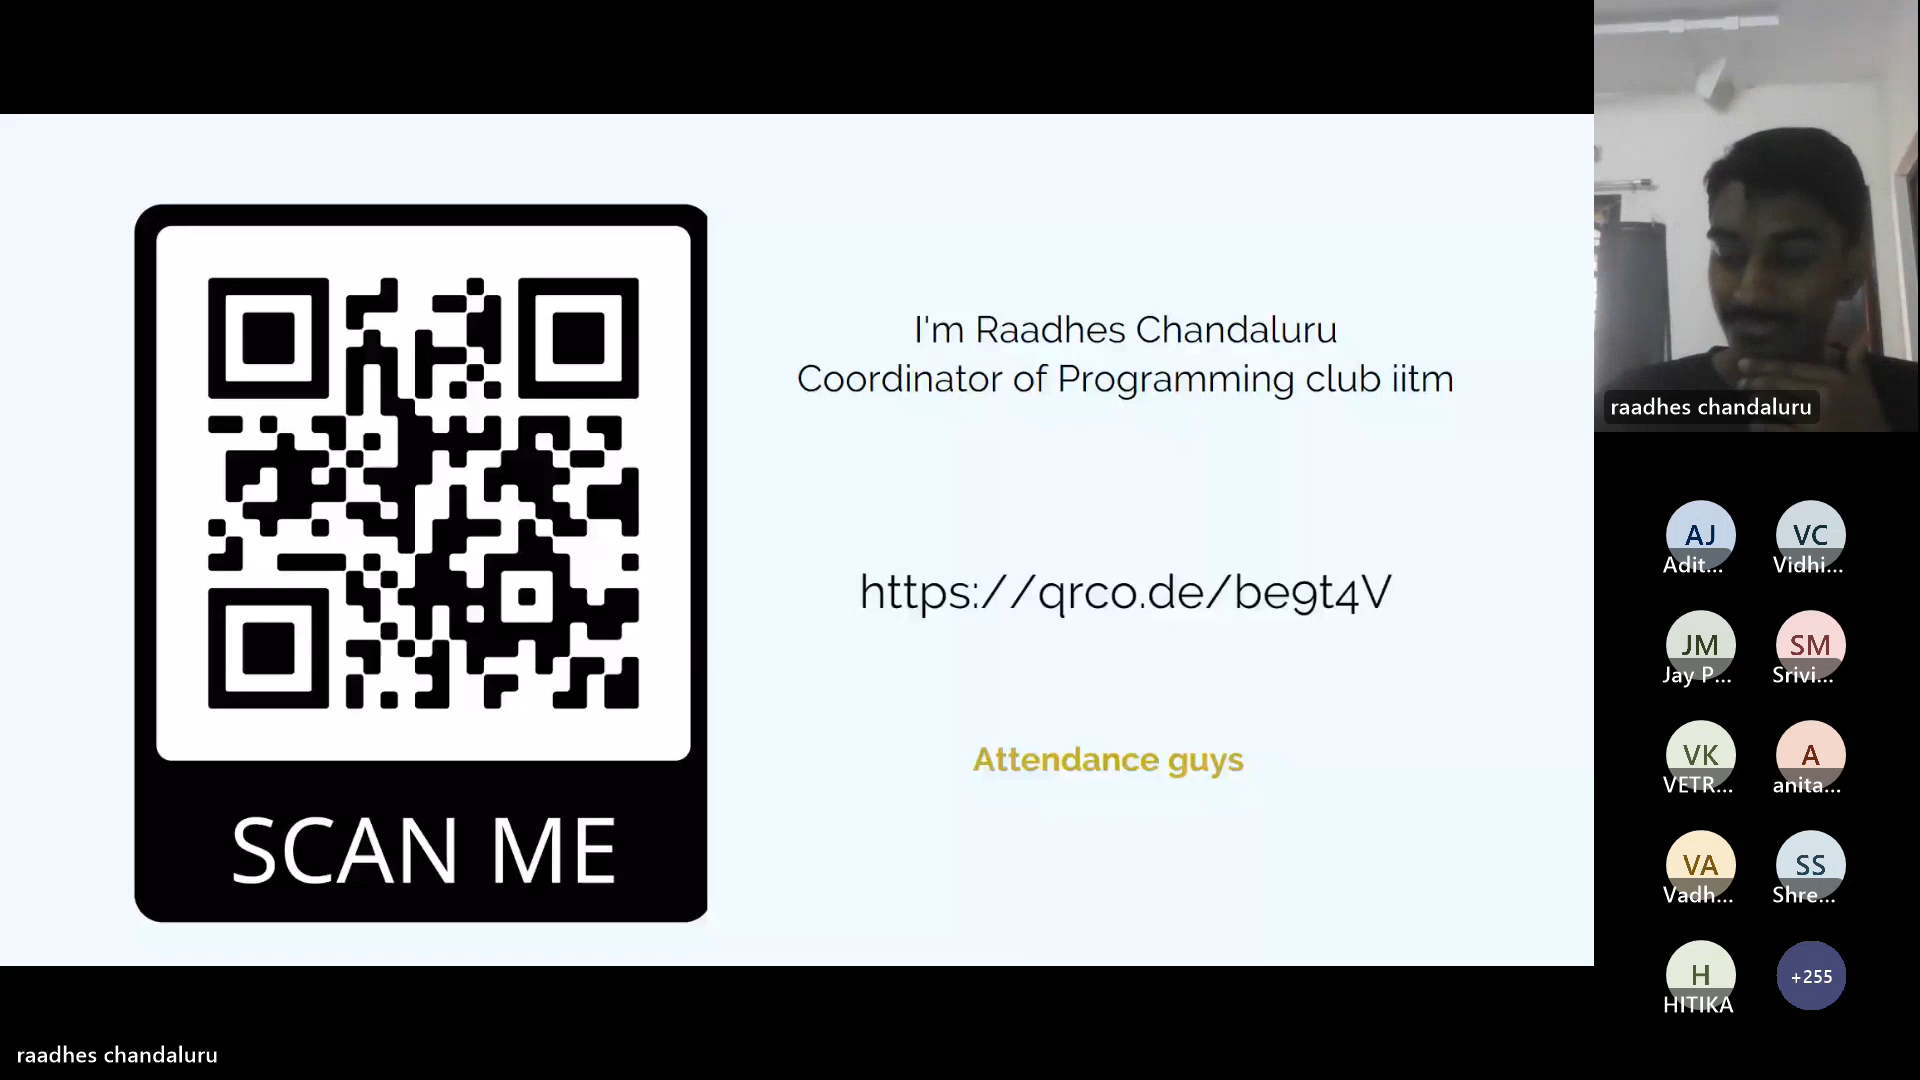 I'm Raadhes Chandaluru
Coordinator of Programming club iitm
https://qrco.de/be9t4V
Attendance guys
SCAN ME
raadhes chandaluru
AJ
Adit...
VC
Vidhi...
JM
Jay P...
SM
Srivi...
VK
VETR...
A
anita...
VA
Vadh...
SS
Shre...
H
HITIKA
+255
raadhes chandaluru